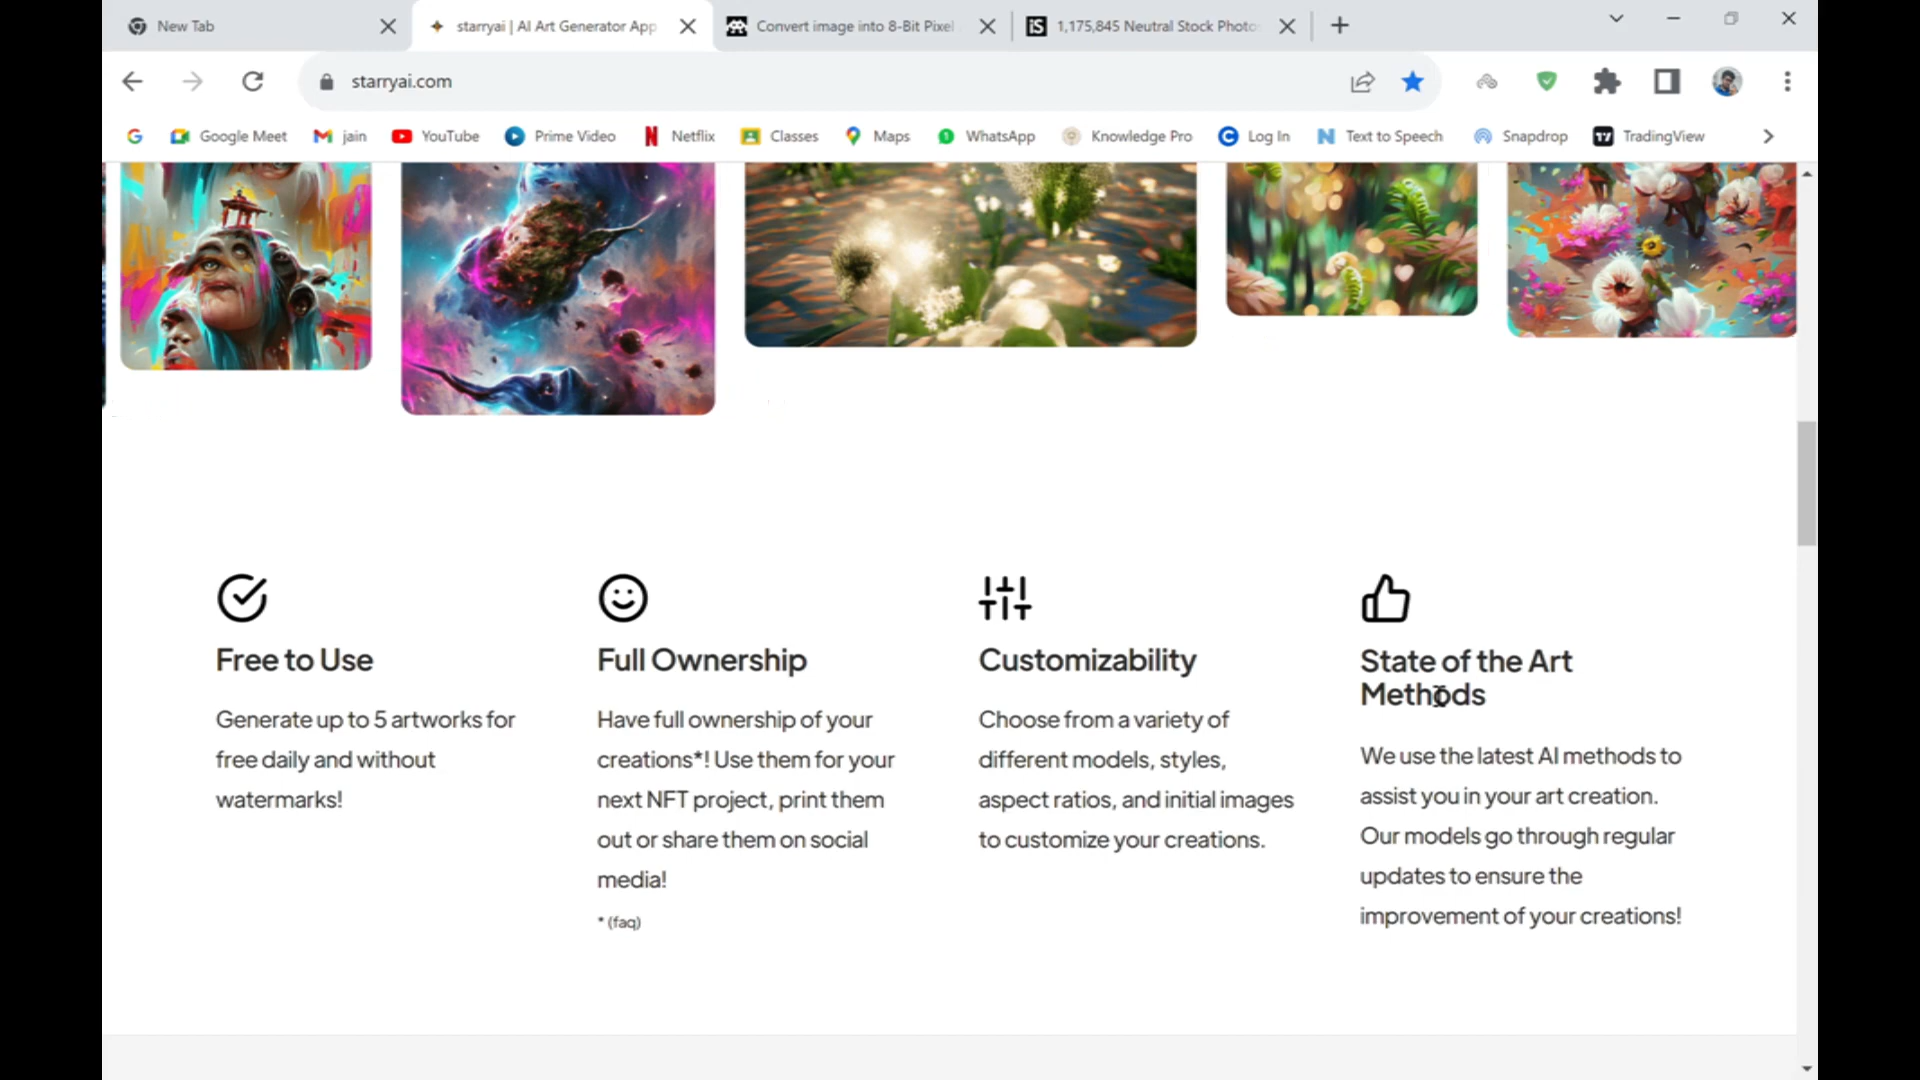 New Tab
starryai | AI Art Generator App
Convert image into 8-Bit Pixel
iS
1,175,845 Neutral Stock Photo
starryai.com
Google Meet
jain
YouTube
Prime Video
Netflix
Classes
Maps
WhatsApp
Knowledge Pro
Log In
Text to Speech
Snapdrop
TradingView
Free to Use
Generate up to 5 artworks for
free daily and without
watermarks!
Full Ownership
Have full ownership of your
creations*! Use them for your
next NFT project, print them
out or share them on social
media!
* (faq)
Customizability
Choose from a variety of
different models, styles,
aspect ratios, and initial images
to customize your creations.
State of the Art
Methods
We use the latest AI methods to
assist you in your art creation.
Our models go through regular
updates to ensure the
improvement of your creations!